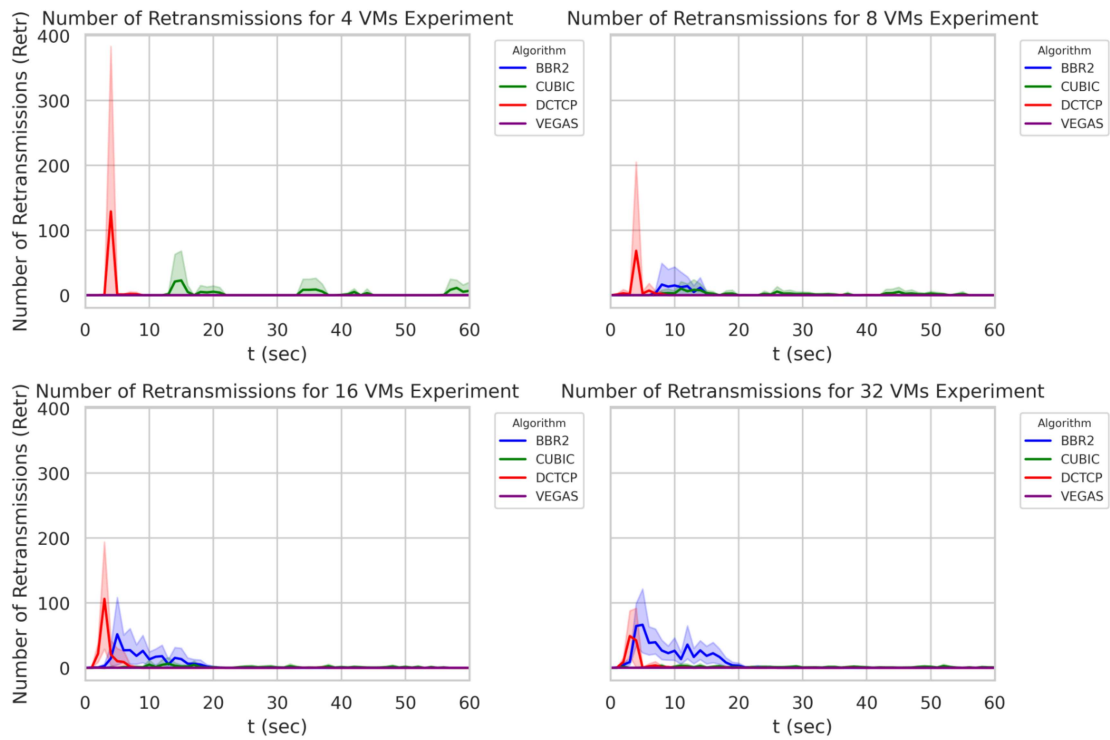 Number of Retransmissions for 4 VMs Experiment
Number of Retransmissions (Retr)
400
300
200
100
0
0 10 20 30 40 50 60
t (sec)
Algorithm
BBR2
CUBIC
DCTCP
VEGAS
Number of Retransmissions for 8 VMs Experiment
0 10 20 30 40 50 60
t (sec)
Algorithm
BBR2
CUBIC
DCTCP
VEGAS
Number of Retransmissions for 16 VMs Experiment
Number of Retransmissions (Retr)
400
300
200
100
0
0 10 20 30 40 50 60
t (sec)
Algorithm
BBR2
CUBIC
DCTCP
VEGAS
Number of Retransmissions for 32 VMs Experiment
0 10 20 30 40 50 60
t (sec)
Algorithm
BBR2
CUBIC
DCTCP
VEGAS